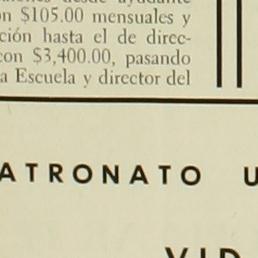 n $105.00 mensuales y
ción hasta el de direc-
con $3,400.00, pasando
a Escuela y director del
ATRONATO U
VID